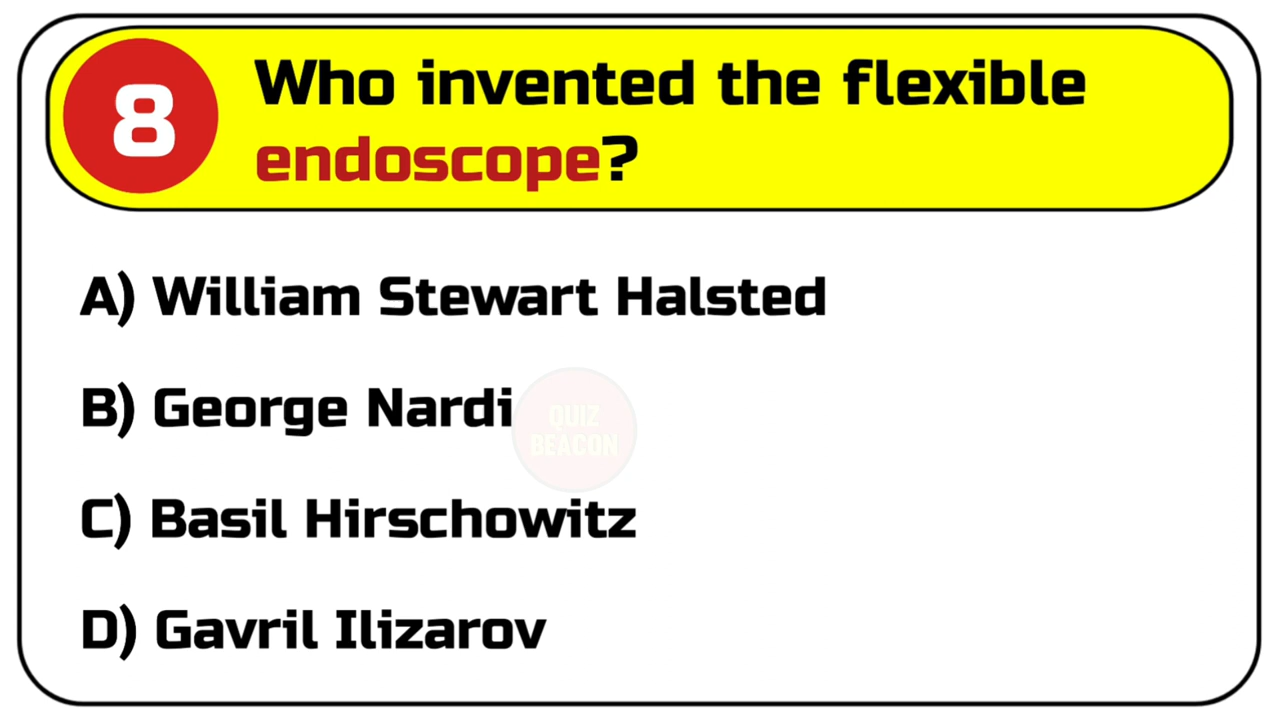 8
Who invented the flexible
endoscope?
A) William Stewart Halsted
B) George Nardi
QUIZ
BEACON
C) Basil Hirschowitz
D) Gavril Ilizarov